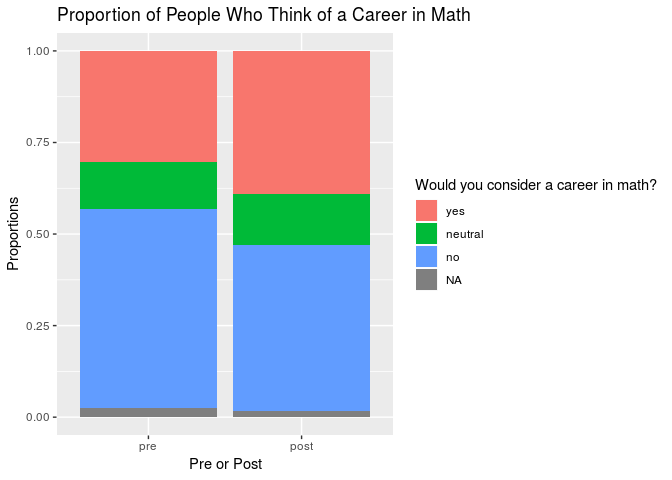 Proportion of People Who Think of a Career in Math
1.00
0.75
0.50
0.25
0.00
Proportions
pre
post
Pre or Post
Would you consider a career in math?
yes
neutral
no
NA